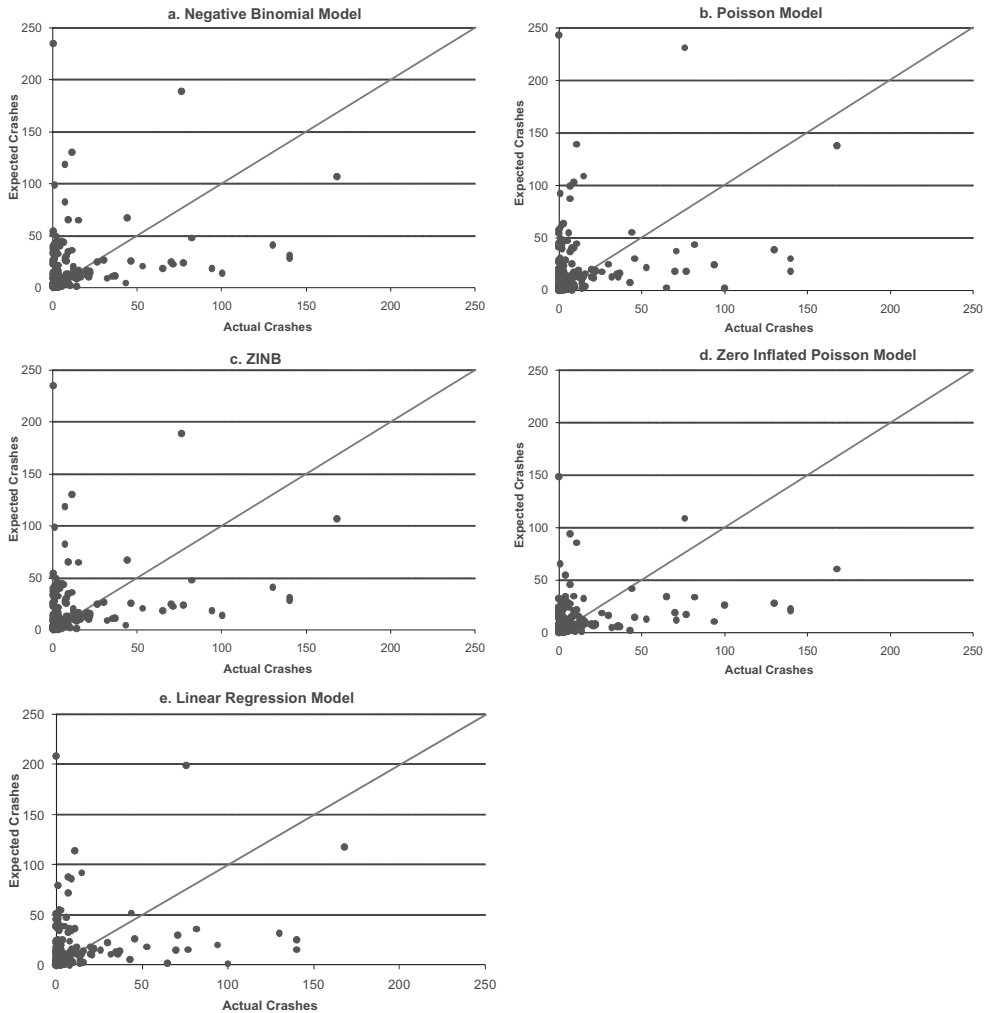 a. Negative Binomial Model
250
200
150
100
50
0
Expected Crashes
0 50 100 150 200 250
Actual Crashes
b. Poisson Model
250
200
150
100
50
0
Expected Crashes
0 50 100 150 200 250
Actual Crashes
c. ZINB
250
200
150
100
50
0
Expected Crashes
0 50 100 150 200 250
Actual Crashes
d. Zero Inflated Poisson Model
250
200
150
100
50
0
Expected Crashes
0 50 100 150 200 250
Actual Crashes
e. Linear Regression Model
250
200
150
100
50
0
Expected Crashes
0 50 100 150 200 250
Actual Crashes